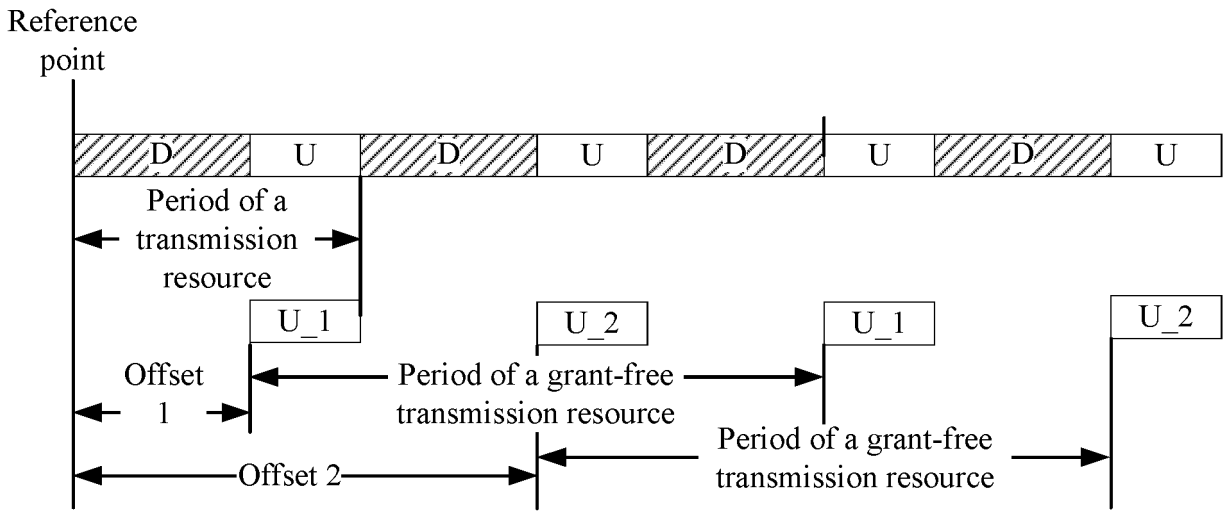 Reference
point
D U D U D U D U
Period of a
transmission
resource
U_1 U_2 U_1 U_2
Offset
1
Period of a grant-free
transmission resource
Period of a grant-free
transmission resource
Offset 2